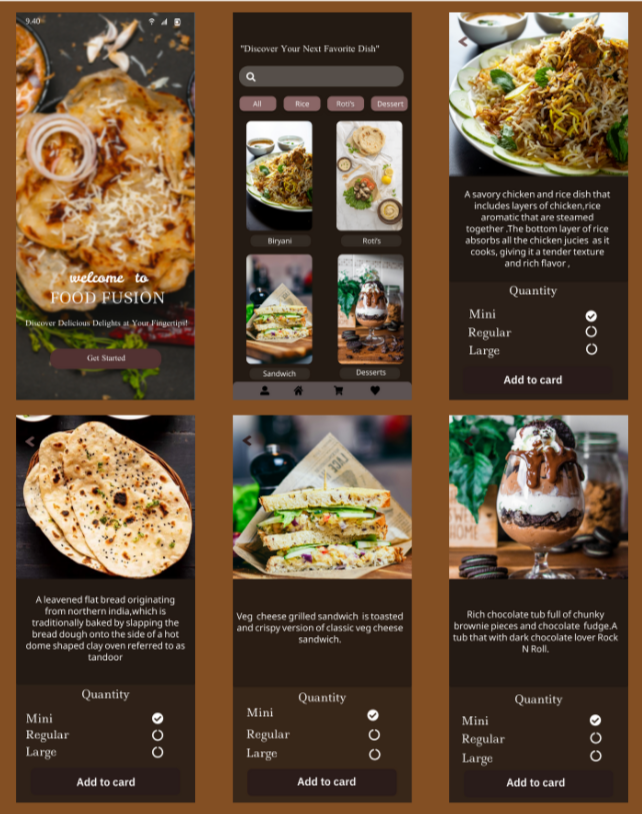 9.40
welcome to
FOOD FUSION
Discover Delicious Delights at Your Fingertips!
Get Started
"Discover Your Next Favorite Dish"
All
Rice
Roti's
Dessert
Biryani
Roti's
Sandwich
Desserts
A savory chicken and rice dish that
includes layers of chicken,rice
aromatic that are steamed
together .The bottom layer of rice
absorbs all the chicken jucies as it
cooks, giving it a tender texture
and rich flavor ,
Quantity
Mini
Regular
Large
Add to card
A leavened flat bread originating
from northern india,which is
traditionally baked by slapping the
bread dough onto the side of a hot
dome shaped clay oven referred to as
tandoor
Quantity
Mini
Regular
Large
Add to card
Veg cheese grilled sandwich is toasted
and crispy version of classic veg cheese
sandwich.
Quantity
Mini
Regular
Large
Add to card
Rich chocolate tub full of chunky
brownie pieces and chocolate fudge.A
tub that with dark chocolate lover Rock
N Roll.
Quantity
Mini
Regular
Large
Add to card